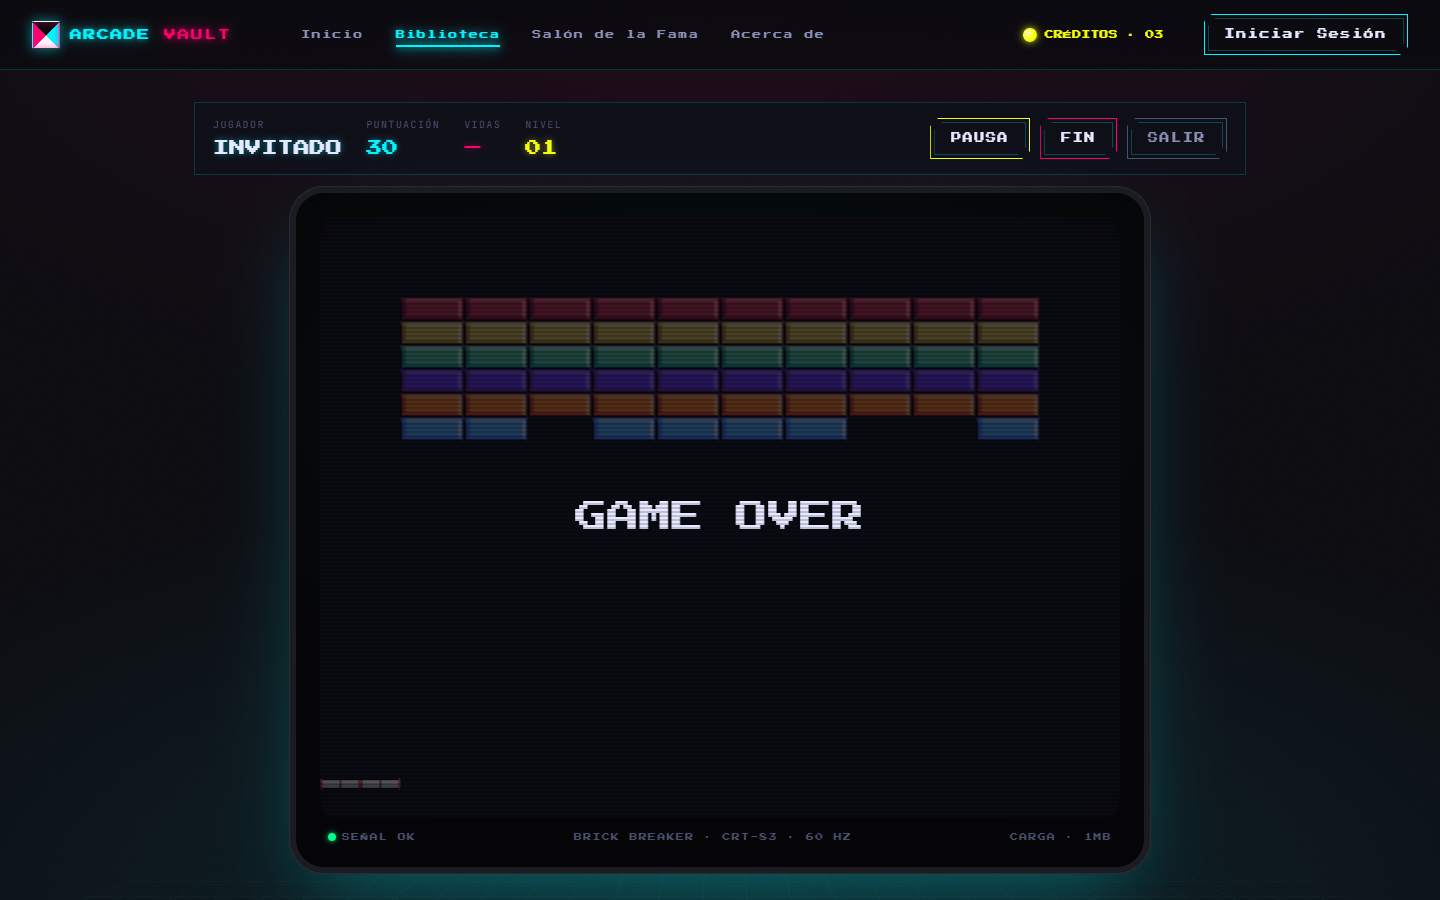 ARCADE VAULT
Inicio
Biblioteca
Salón de la Fama
Acerca de
CRéDITOS · 03
Iniciar Sesión
JUGADOR
INVITADO
PUNTUACIÓN
30
VIDAS
—
NIVEL
01
PAUSA
FIN
SALIR
GAME OVER
SEÑAL OK
BRICK BREAKER · CRT-83 · 60 HZ
CARGA · 1MB